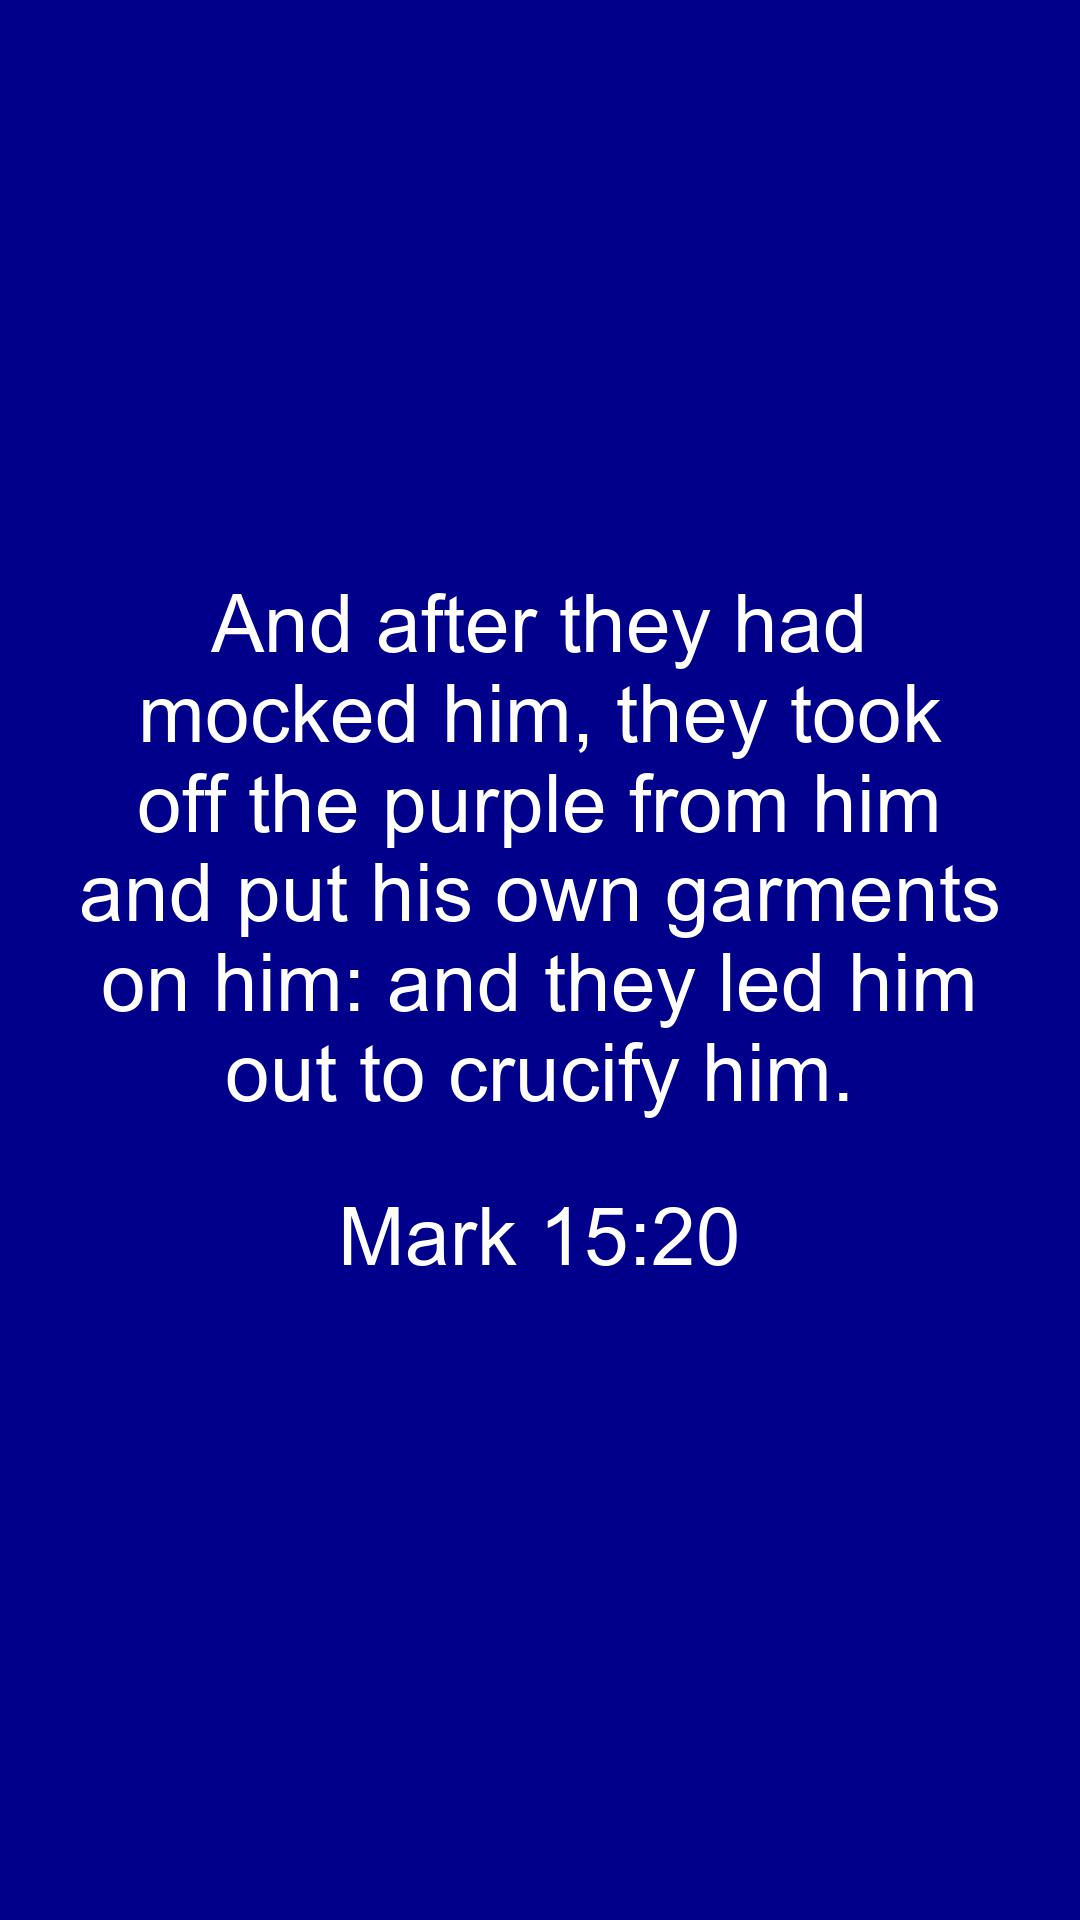 And after they had
mocked him, they took
off the purple from him
and put his own garments
on him: and they led him
out to crucify him.
Mark 15:20